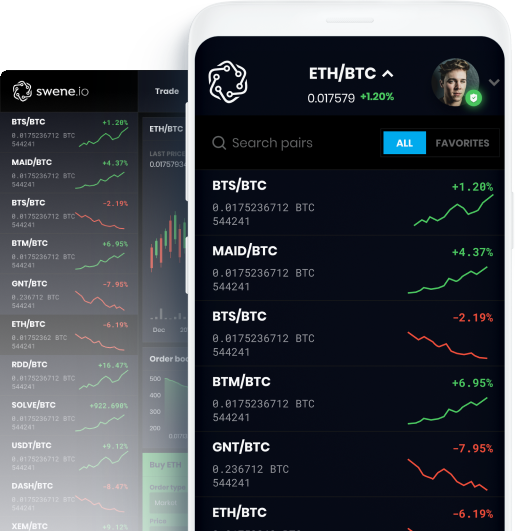 swene.io
Trade
BTS/BTC
+1.20%
0.0175236712 BTC
544241
MAID/BTC
+4.37%
0.0175236712 BTC
544241
BTS/BTC
-2.19%
0.0175236712 BTC
544241
BTM/BTC
+6.95%
0.0175236712 BTC
544241
GNT/BTC
-7.95%
0.236712 BTC
544241
ETH/BTC
-6.19%
0.01752362 BTC
544241
RDD/BTC
+16.47%
0.0175236712 BTC
544241
SOLVE/BTC
+922.698%
0.0175236712 BTC
544241
USDT/BTC
+9.12%
0.0175236712 BTC
544241
DASH/BTC
-8.47%
0.0175236712 BTC
544241
XEM/BTC
+8.12%
ETH/BTC
LAST PRICE
0.0175793
Dec
Order boo
500
400
300
200
Buy ETH
Order type
Market
Price
ETH/BTC
0.017579 +1.20%
Search pairs
ALL
FAVORITES
BTS/BTC
+1.20%
0.0175236712 BTC
544241
MAID/BTC
+4.37%
0.0175236712 BTC
544241
BTS/BTC
-2.19%
0.0175236712 BTC
544241
BTM/BTC
+6.95%
0.0175236712 BTC
544241
GNT/BTC
-7.95%
0.236712 BTC
544241
ETH/BTC
-6.19%